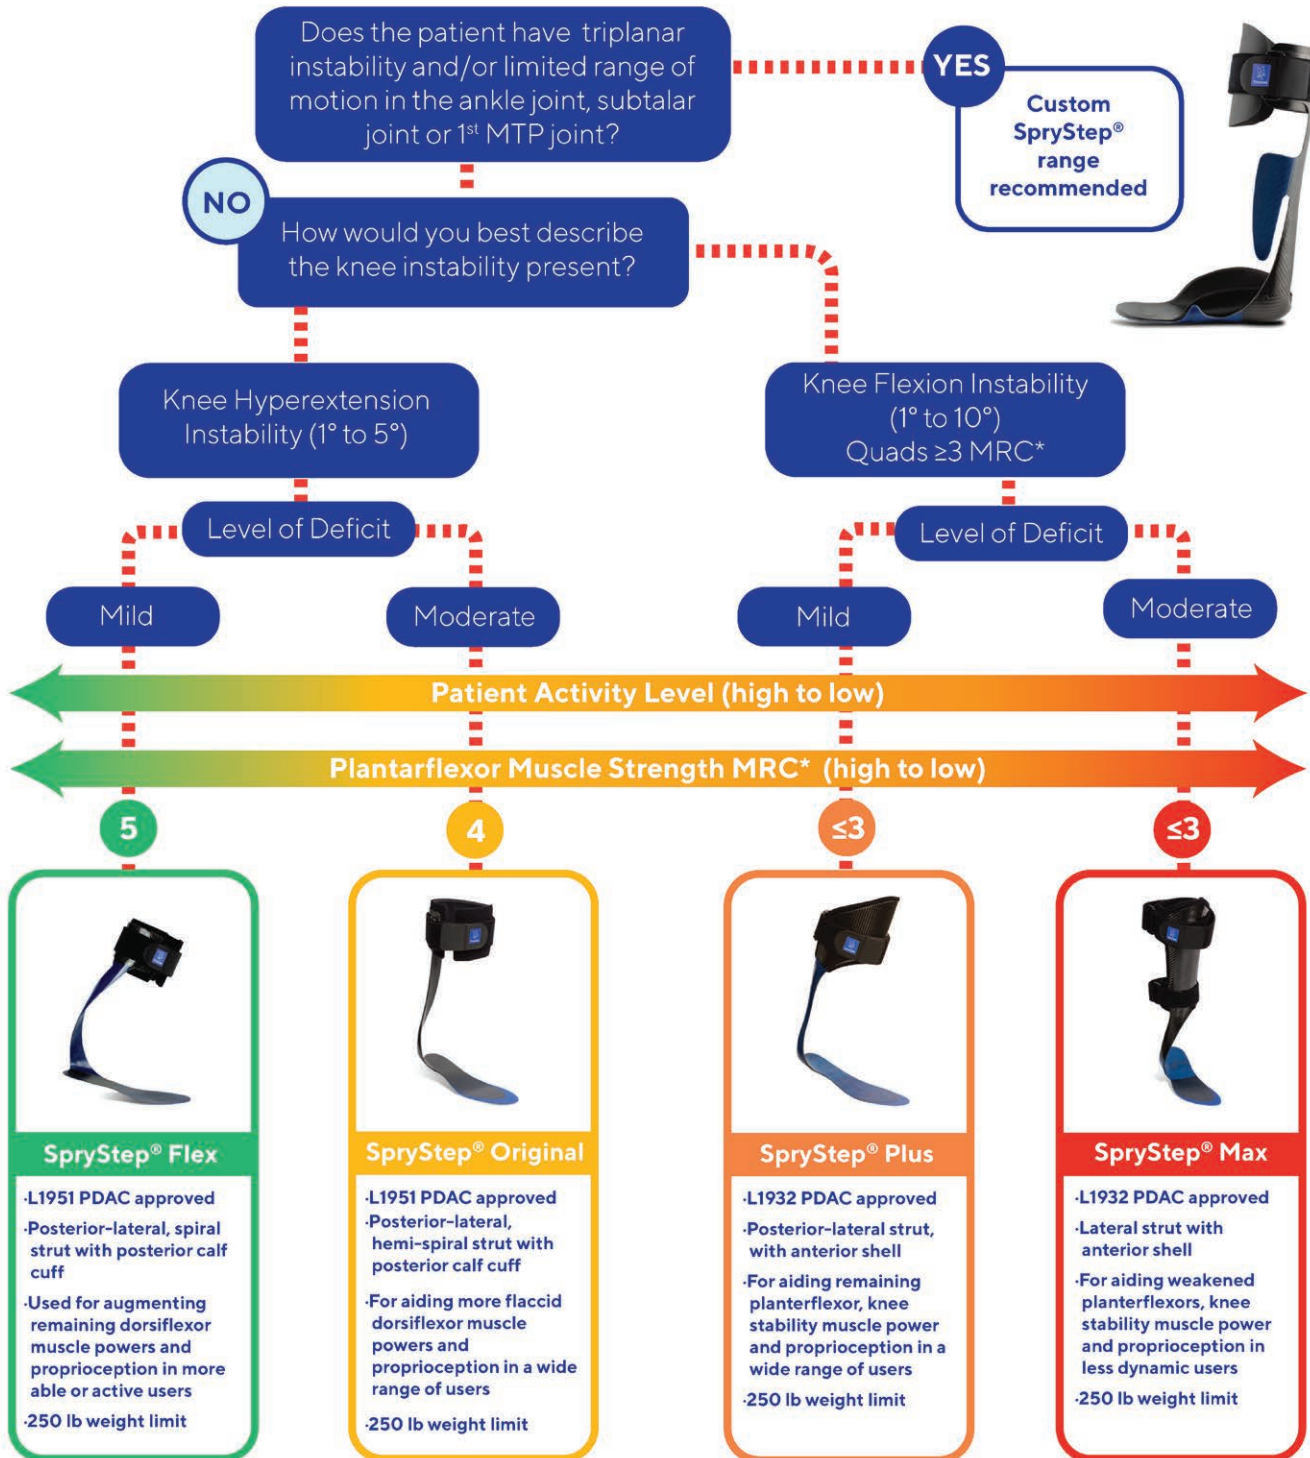 Does the patient have triplanar
instability and/or limited range of
motion in the ankle joint, subtalar
joint or 1st MTP joint?
YES
Custom
SpryStep®
range
recommended
NO
How would you best describe
the knee instability present?
Knee Hyperextension
Instability (1° to 5°)
Knee Flexion Instability
(1° to 10°)
Quads ≥3 MRC*
Level of Deficit
Level of Deficit
Mild
Moderate
Mild
Moderate
Patient Activity Level (high to low)
Plantarflexor Muscle Strength MRC* (high to low)
5
4
≤3
≤3
SpryStep® Flex
·L1951 PDAC approved
·Posterior-lateral, spiral
strut with posterior calf
cuff
·Used for augmenting
remaining dorsiflexor
muscle powers and
proprioception in more
able or active users
·250 lb weight limit
SpryStep® Original
·L1951 PDAC approved
·Posterior-lateral,
hemi-spiral strut with
posterior calf cuff
·For aiding more flaccid
dorsiflexor muscle
powers and
proprioception in a wide
range of users
·250 lb weight limit
SpryStep® Plus
·L1932 PDAC approved
·Posterior-lateral strut,
with anterior shell
·For aiding remaining
planterflexor, knee
stability muscle power
and proprioception in a
wide range of users
·250 lb weight limit
SpryStep® Max
·L1932 PDAC approved
·Lateral strut with
anterior shell
·For aiding weakened
planterflexors, knee
stability muscle power
and proprioception in
less dynamic users
·250 lb weight limit